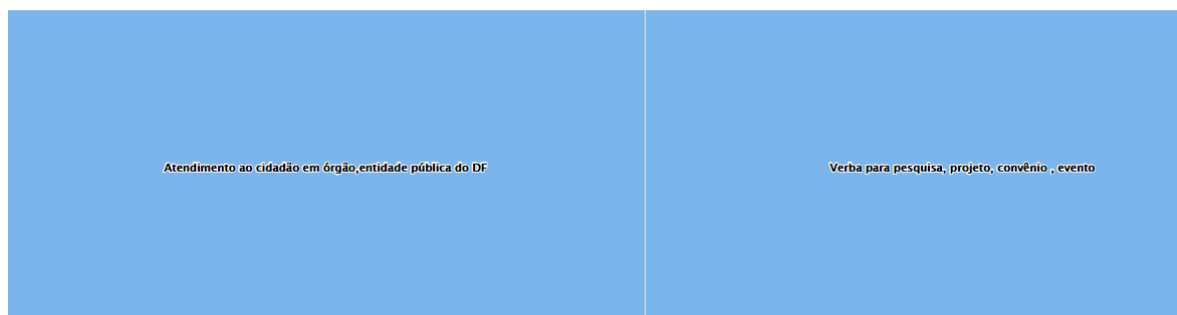 Atendimento ao cidadão em órgão,entidade pública do DF
Verba para pesquisa, projeto, convênio , evento